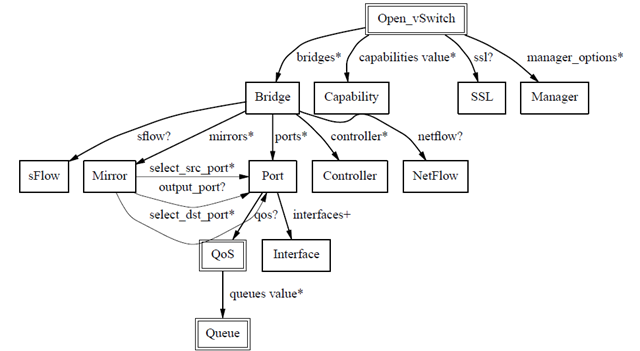 Open_vSwitch
bridges*
capabilities value*
ssl?
manager_options*
Bridge
Capability
SSL
Manager
sflow?
mirrors*
ports*
controller*
netflow?
sFlow
Mirror
select_src_port*
output_port?
Port
Controller
NetFlow
select_dst_port*
qos?
interfaces+
QoS
Interface
queues value*
Queue